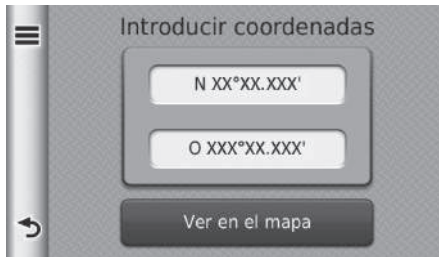 Introducir coordenadas
N XX°XX.XXX'
O XXX°XX.XXX'
Ver en el mapa